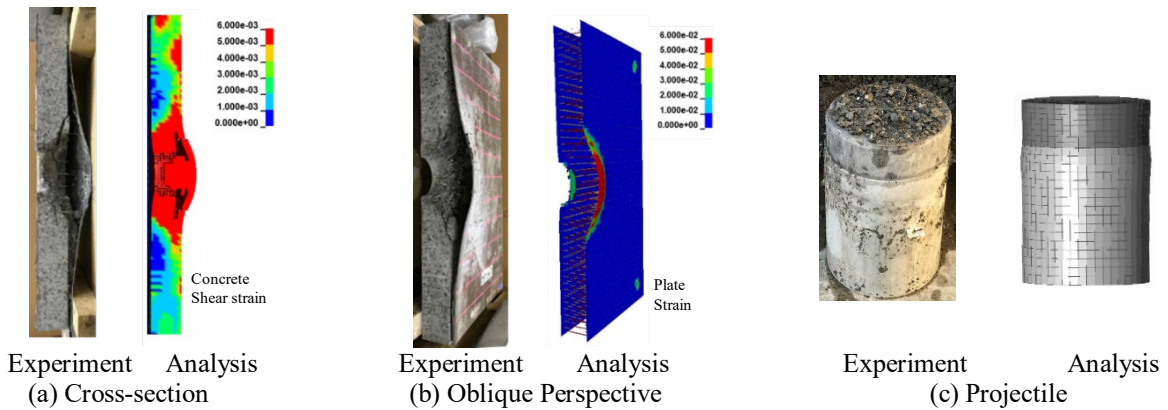 6.000e-03
5.000e-03
4.000e-03
3.000e-03
2.000e-03
1.000e-03
0.000e+00
Concrete
Shear strain
Experiment Analysis
(a) Cross-section
6.000e-02
5.000e-02
4.000e-02
3.000e-02
2.000e-02
1.000e-02
0.000e+00
Plate
Strain
Experiment Analysis
(b) Oblique Perspective
Experiment Analysis
(c) Projectile